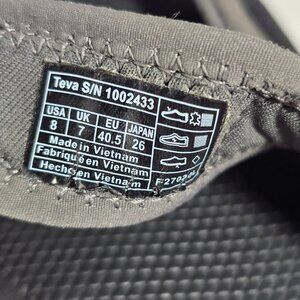 Teva S/N 1002433
USA UK EU JAPAN
8 7 40.5 26
Made in Vietnam
Fabriqué en Vietnam
Hecho en Vietnam